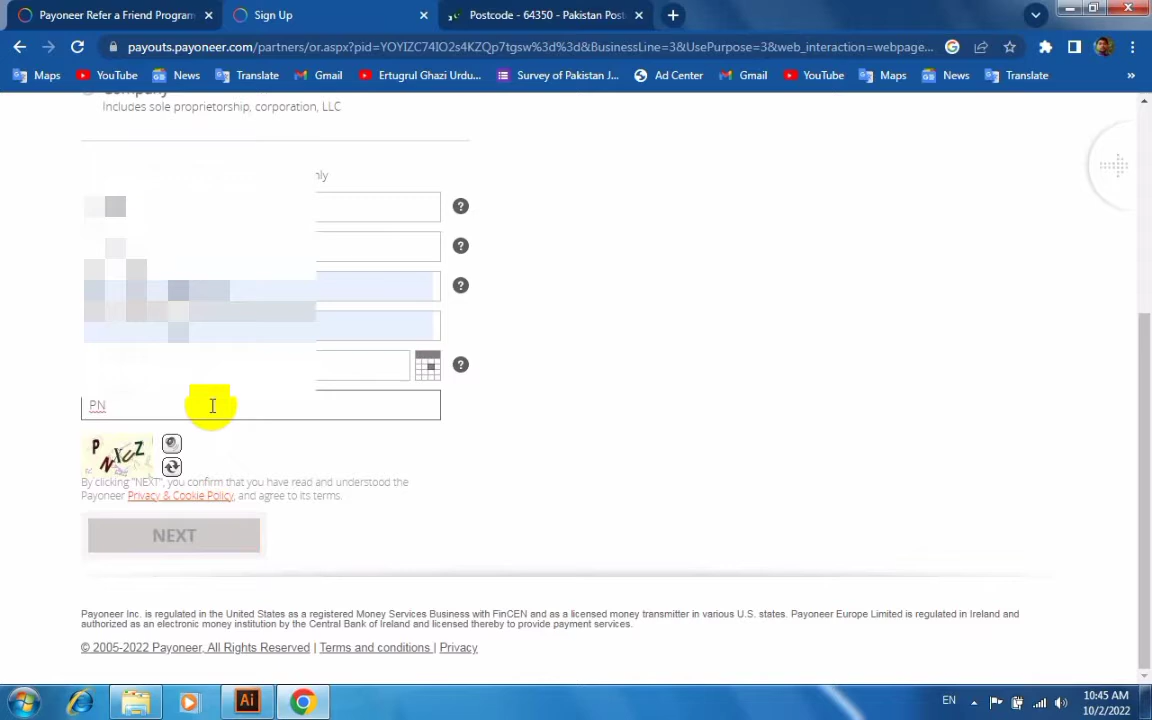 Payoneer Refer a Friend Program
Sign Up
Postcode - 64350 - Pakistan Post
payouts.payoneer.com/partners/or.aspx?pid=YOYIZC74IO2s4KZQp7tgsw%3d%3d&BusinessLine=3&UsePurpose=3&web_interaction=webpage...
Maps YouTube News Translate Gmail Ertugrul Ghazi Urdu... Survey of Pakistan J... Ad Center Gmail YouTube Maps News Translate »
Company
Includes sole proprietorship, corporation, LLC
nly
?
?
?
?
PN
PNXUZ
By clicking "NEXT", you confirm that you have read and understood the
Payoneer Privacy & Cookie Policy, and agree to its terms.
NEXT
Payoneer Inc. is regulated in the United States as a registered Money Services Business with FinCEN and as a licensed money transmitter in various U.S. states. Payoneer Europe Limited is regulated in Ireland and
authorized as an electronic money institution by the Central Bank of Ireland and licensed thereby to provide payment services.
© 2005-2022 Payoneer, All Rights Reserved | Terms and conditions | Privacy
Ai
EN
10:45 AM
10/2/2022